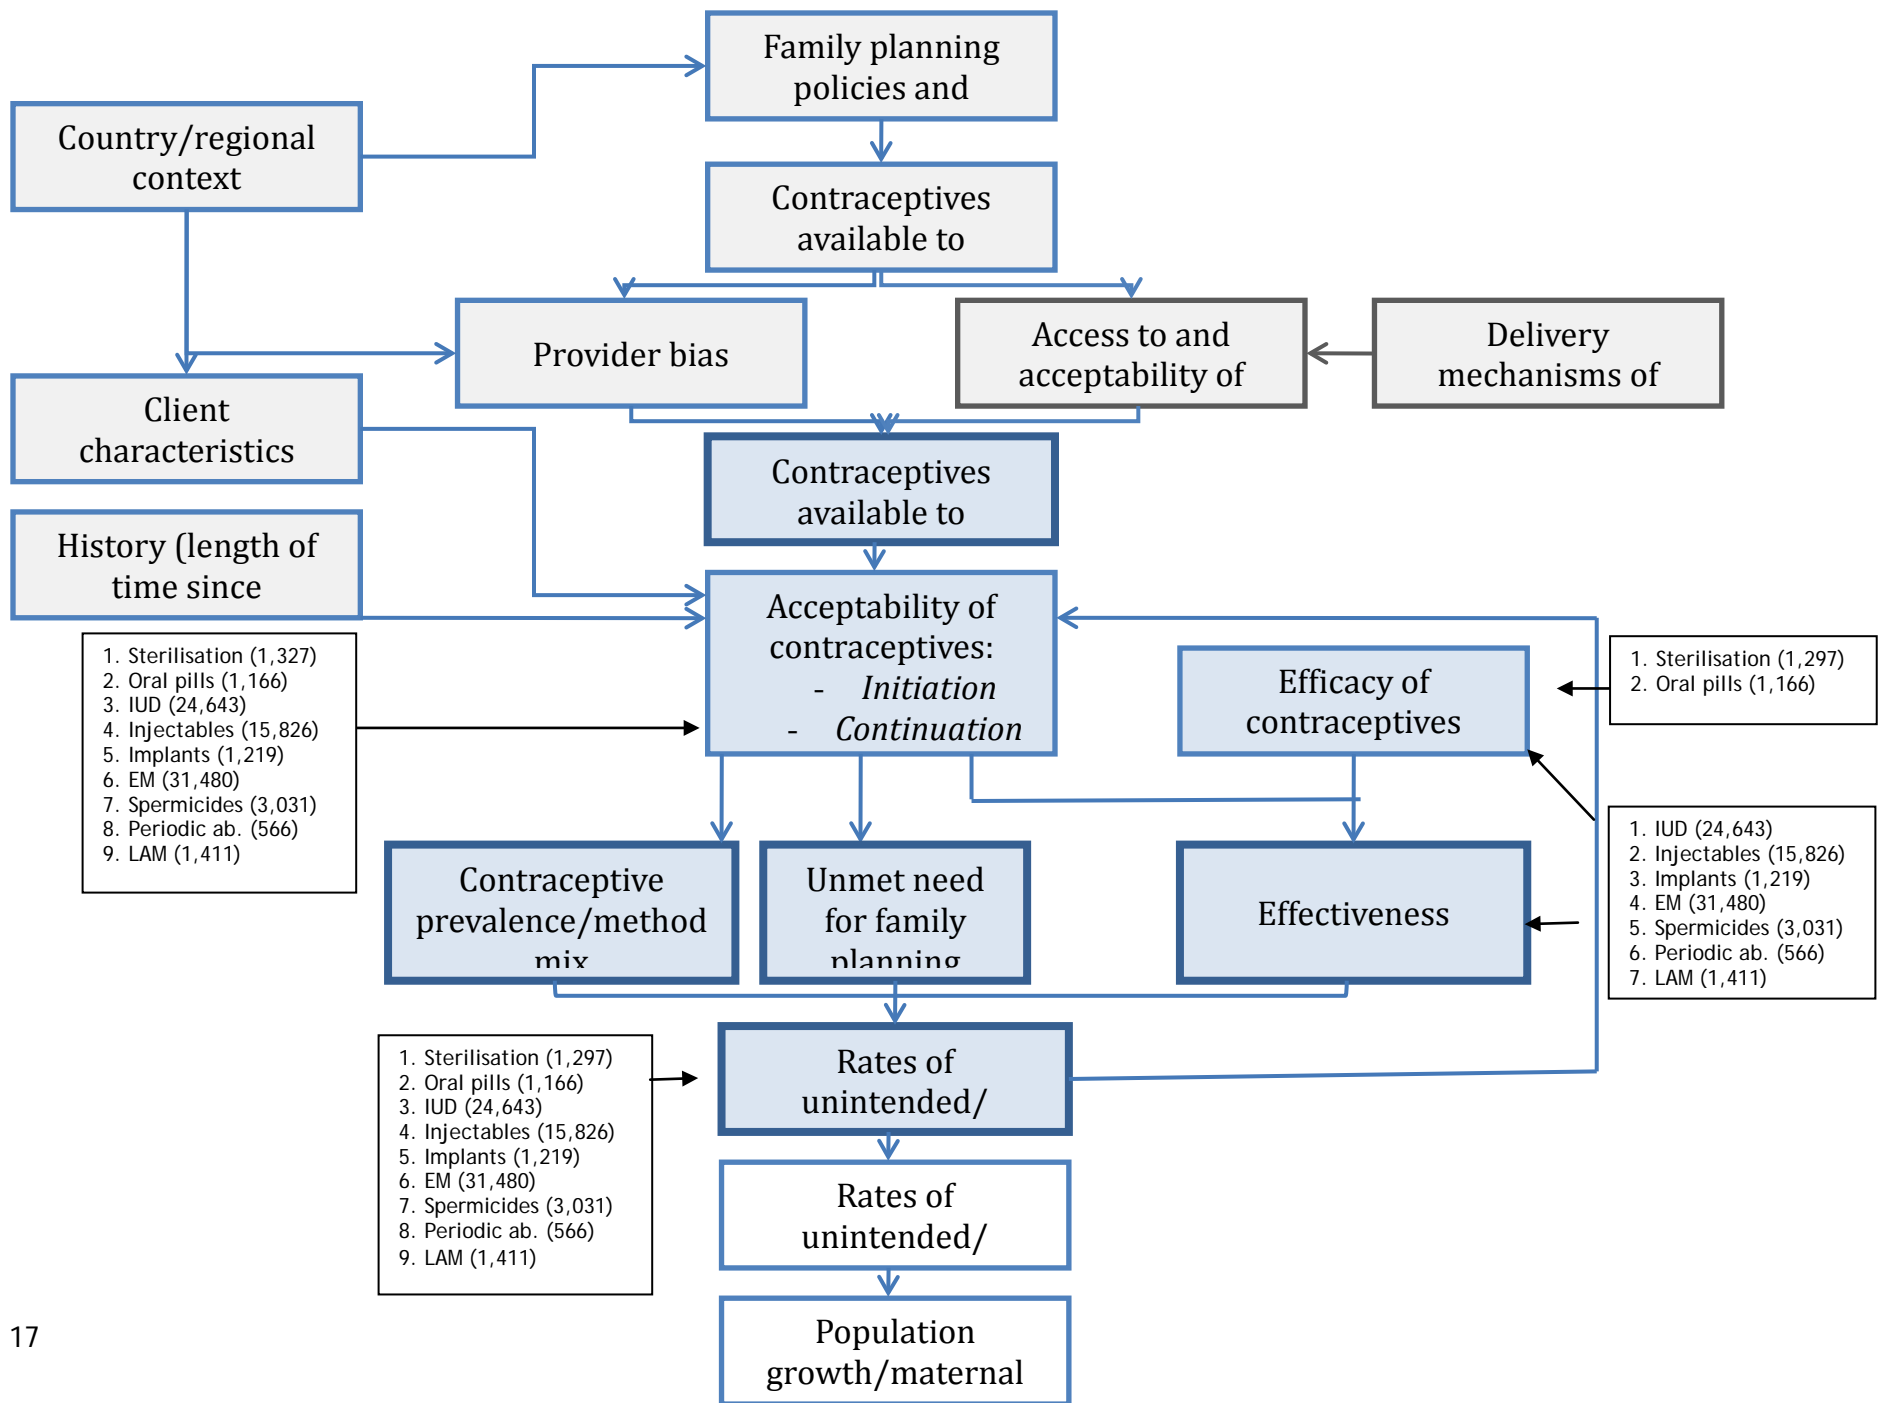 Family planning
policies and
Country/regional
context
Contraceptives
available to
Provider bias
Access to and
acceptability of
Delivery
mechanisms of
Client
characteristics
Contraceptives
available to
History (length of
time since
Acceptability of
contraceptives:
- Initiation
- Continuation
1. Sterilisation (1,327)
2. Oral pills (1,166)
3. IUD (24,643)
4. Injectables (15,826)
5. Implants (1,219)
6. EM (31,480)
7. Spermicides (3,031)
8. Periodic ab. (566)
9. LAM (1,411)
Efficacy of
contraceptives
1. Sterilisation (1,297)
2. Oral pills (1,166)
Contraceptive
prevalence/method
mix
Unmet need
for family
planning
Effectiveness
1. IUD (24,643)
2. Injectables (15,826)
3. Implants (1,219)
4. EM (31,480)
5. Spermicides (3,031)
6. Periodic ab. (566)
7. LAM (1,411)
1. Sterilisation (1,297)
2. Oral pills (1,166)
3. IUD (24,643)
4. Injectables (15,826)
5. Implants (1,219)
6. EM (31,480)
7. Spermicides (3,031)
8. Periodic ab. (566)
9. LAM (1,411)
Rates of
unintended/
Rates of
unintended/
Population
growth/maternal
17